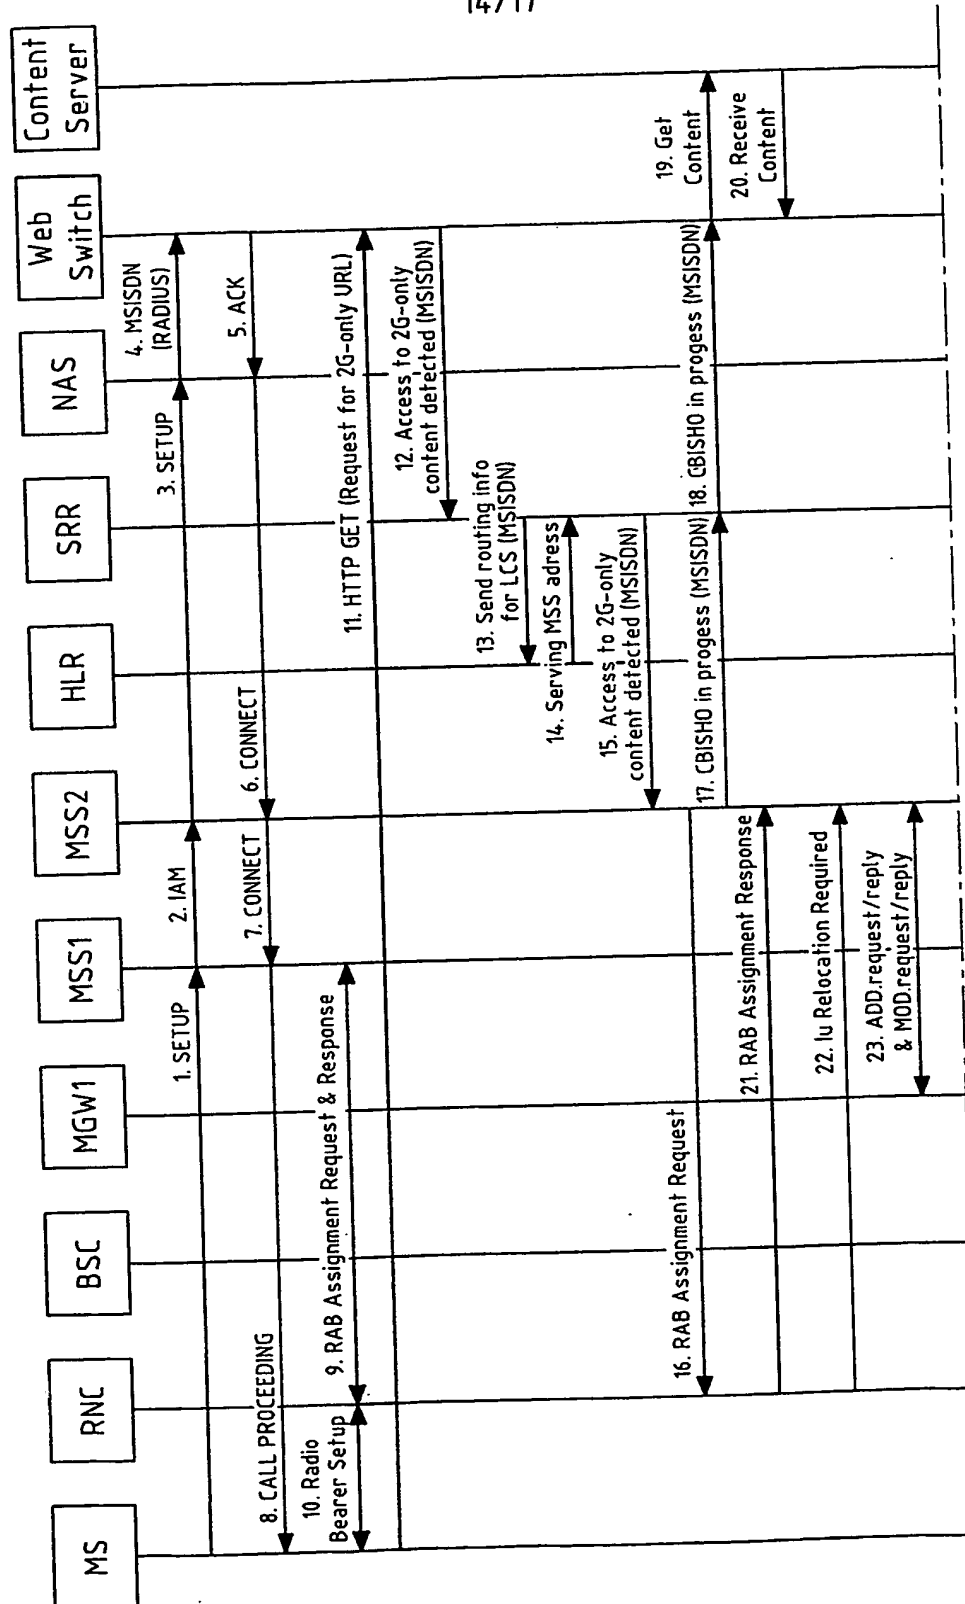 14/17
MS
RNC
BSC
MGW1
MSS1
MSS2
HLR
SRR
NAS
Web
Switch
Content
Server
1. SETUP
2. IAM
3. SETUP
4. MSISDN
(RADIUS)
5. ACK
6. CONNECT
7. CONNECT
8. CALL PROCEEDING
9. RAB Assignment Request & Response
10. Radio
Bearer Setup
11. HTTP GET (Request for 2G-only URL)
12. Access to 2G-only
content detected (MSISDN)
13. Send routing info
for LCS (MSISDN)
14. Serving MSS adress
15. Access to 2G-only
content detected (MSISDN)
16. RAB Assignment Request
17. CBISHO in progess (MSISDN)
18. CBISHO in progess (MSISDN)
19. Get
Content
20. Receive
Content
21. RAB Assignment Response
22. Iu Relocation Required
23. ADD.request/reply
& MOD.request/reply